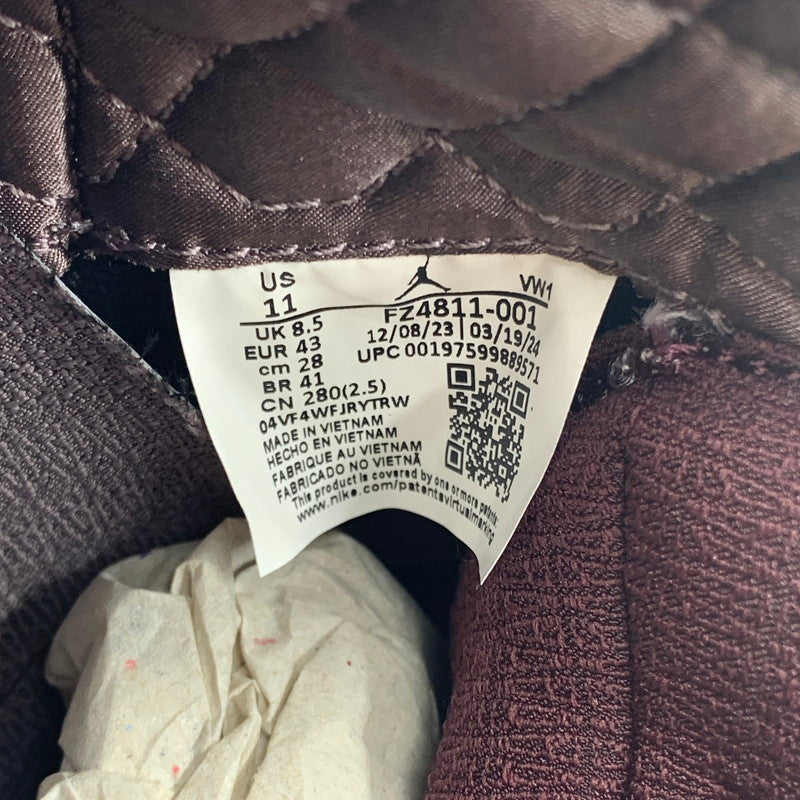 US
11
VW1
FZ4811-001
UK 8.5
12/08/23 | 03/19/24
EUR 43
UPC 00197599889571
cm 28
BR 41
CN 280(2.5)
04VF4WFJRYTRW
MADE IN VIETNAM
HECHO EN VIETNAM
FABRIQUE AU VIETNAM
FABRICADO NO VIETNÃ
This product is covered by one or more patents:
www.nike.com/patentsvirtualmarking